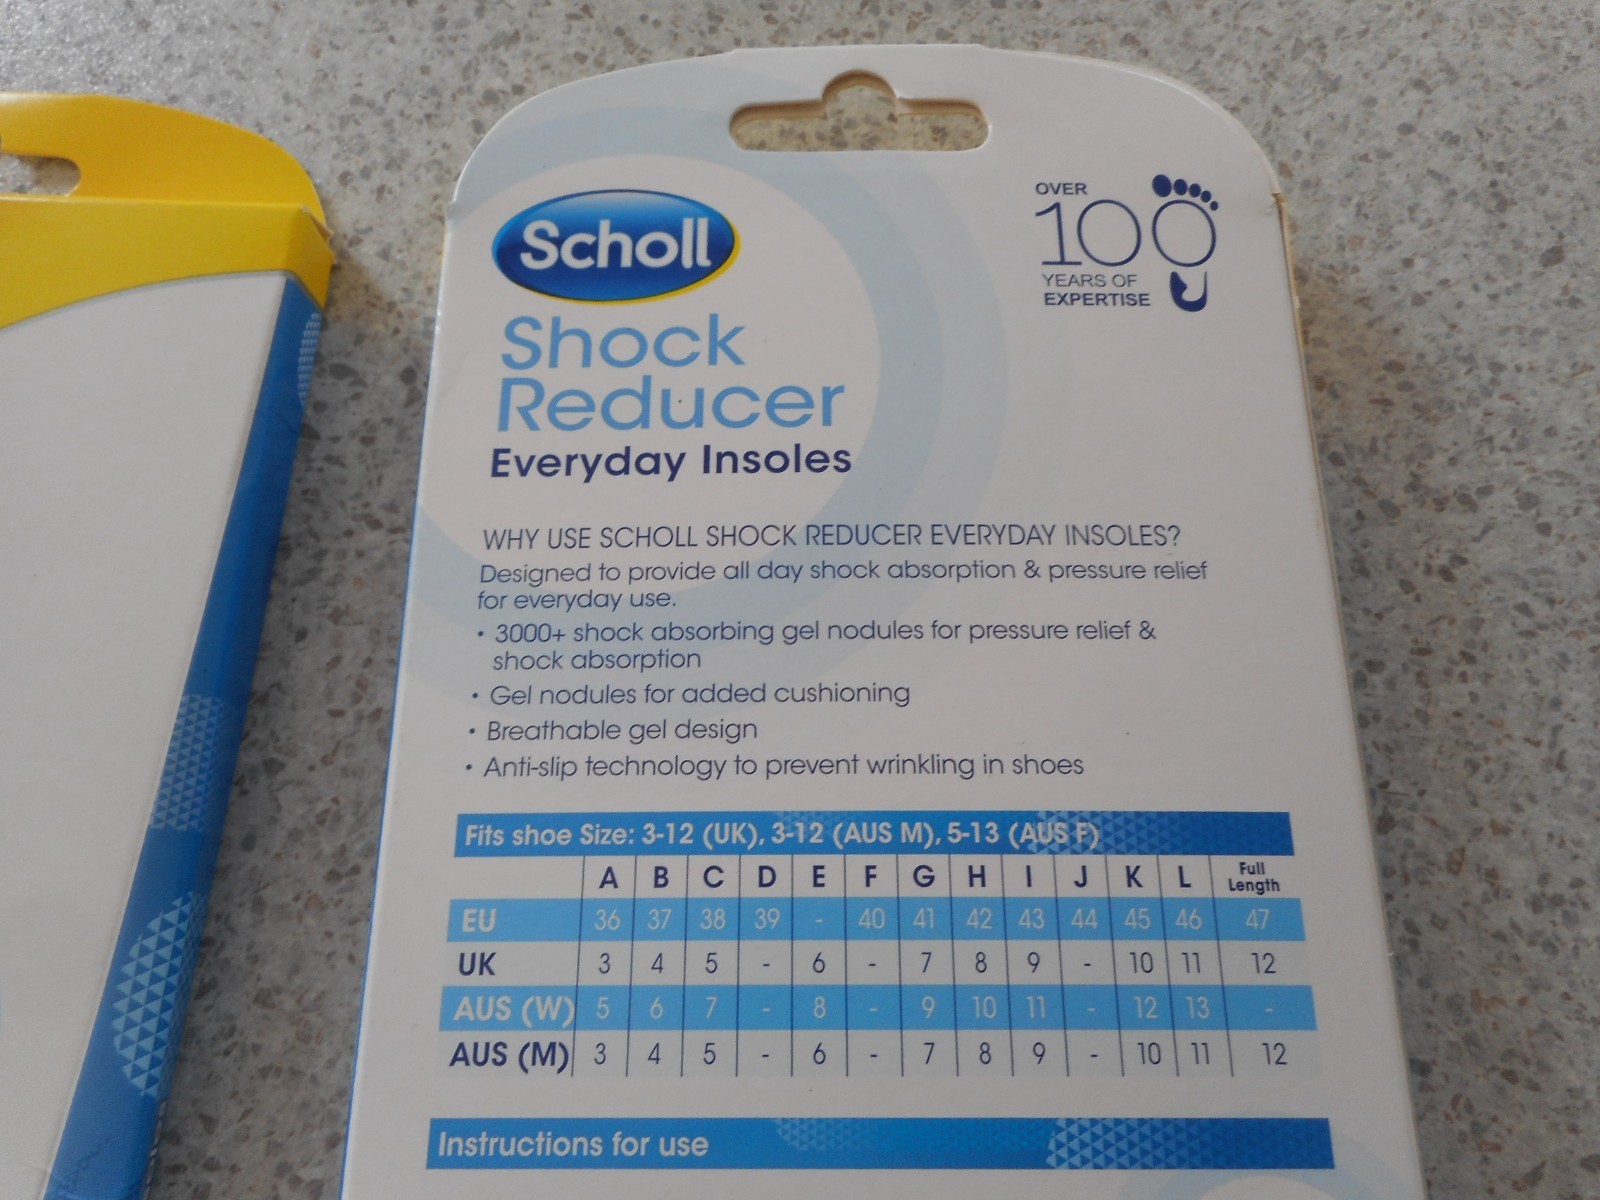 Scholl
OVER
100
YEARS OF
EXPERTISE
Shock
Reducer
Everyday Insoles
WHY USE SCHOLL SHOCK REDUCER EVERYDAY INSOLES?
Designed to provide all day shock absorption & pressure relief
for everyday use.
• 3000+ shock absorbing gel nodules for pressure relief &
shock absorption
• Gel nodules for added cushioning
• Breathable gel design
• Anti-slip technology to prevent wrinkling in shoes
Fits shoe Size: 3-12 (UK), 3-12 (AUS M), 5-13 (AUS F)
A B C D E F G H I J K L Full Length
EU 36 37 38 39 - 40 41 42 43 44 45 46 47
UK 3 4 5 - 6 - 7 8 9 - 10 11 12
AUS (W) 5 6 7 - 8 - 9 10 11 - 12 13 -
AUS (M) 3 4 5 - 6 - 7 8 9 - 10 11 12
Instructions for use